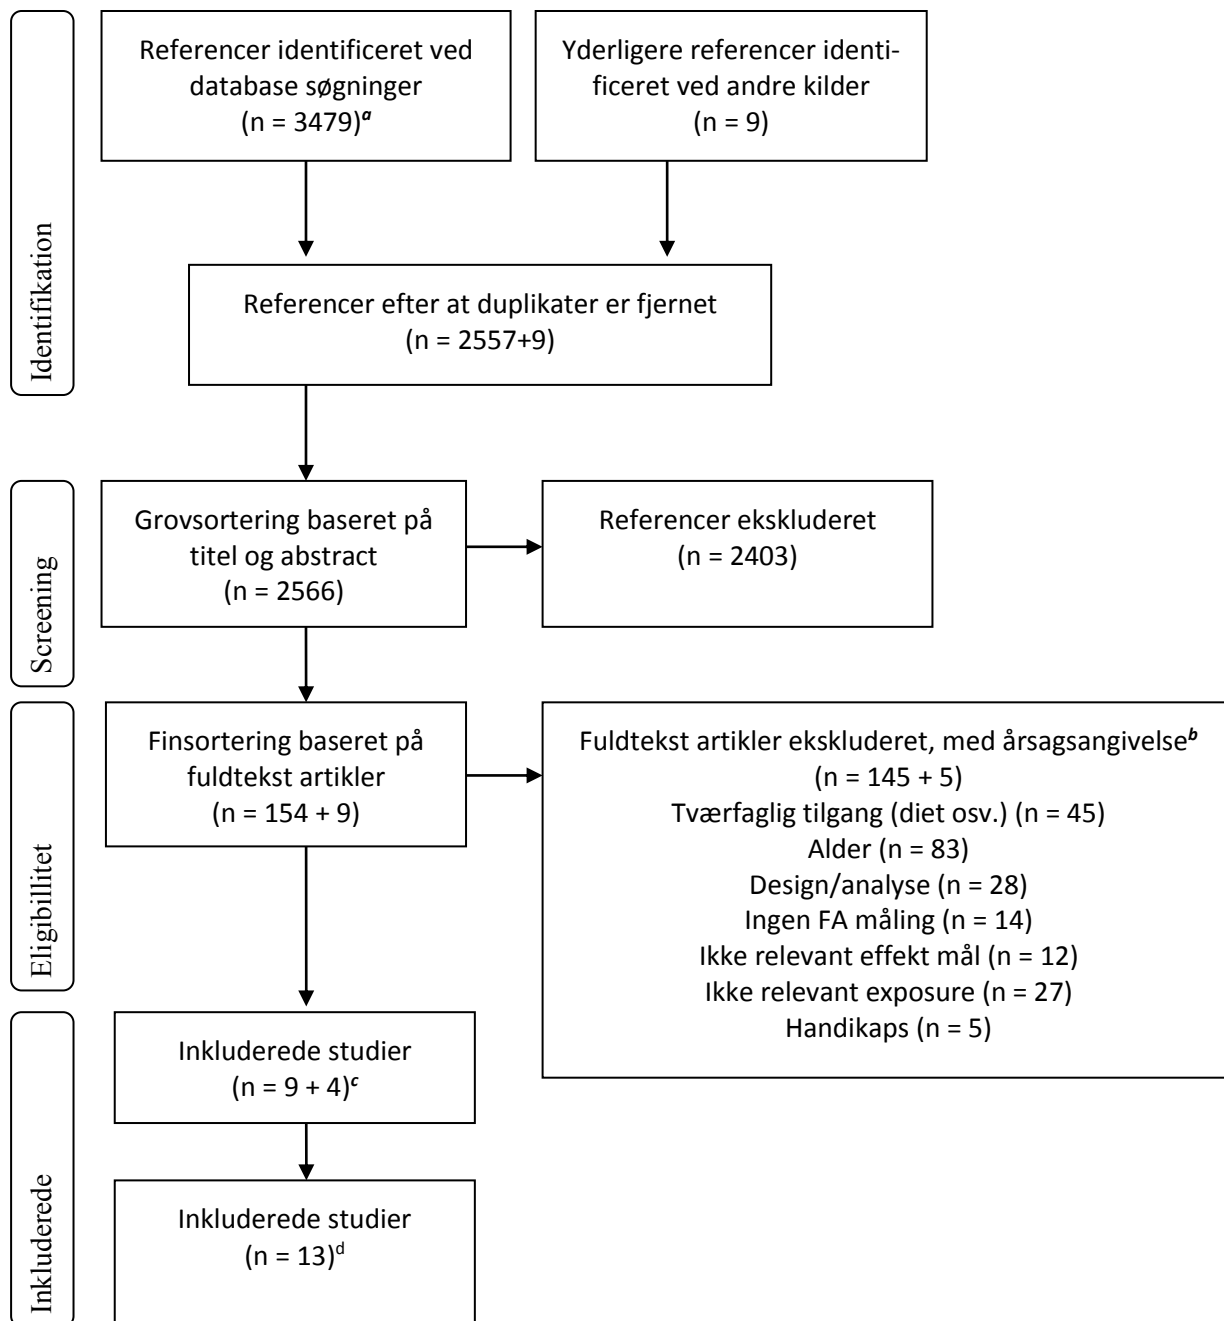 Identifikation
Referencer identificeret ved
database søgninger
(n = 3479)a
Yderligere referencer identi-
ficeret ved andre kilder
(n = 9)
Referencer efter at duplikater er fjernet
(n = 2557+9)
Screening
Grovsortering baseret på
titel og abstract
(n = 2566)
Referencer ekskluderet
(n = 2403)
Eligibillitet
Finsortering baseret på
fuldtekst artikler
(n = 154 + 9)
Fuldtekst artikler ekskluderet, med årsagsangivelseb
(n = 145 + 5)
Tværfaglig tilgang (diet osv.) (n = 45)
Alder (n = 83)
Design/analyse (n = 28)
Ingen FA måling (n = 14)
Ikke relevant effekt mål (n = 12)
Ikke relevant exposure (n = 27)
Handikaps (n = 5)
Inkluderede
Inkluderede studier
(n = 9 + 4)c
Inkluderede studier
(n = 13)d